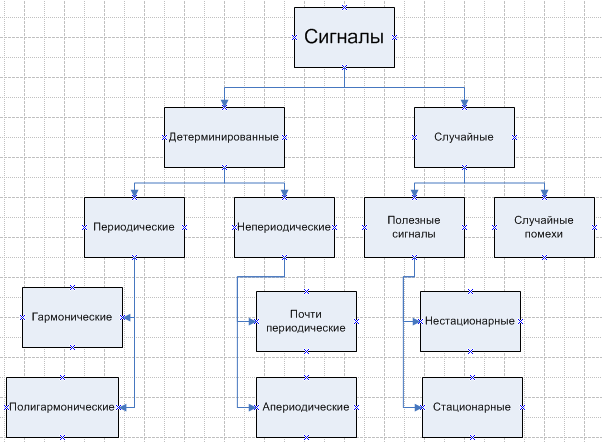 Сигналы
Детерминированные
Случайные
Периодические
Непериодические
Полезные
сигналы
Случайные
помехи
Гармонические
Почти
периодические
Нестационарные
Полигармонические
Апериодические
Стационарные